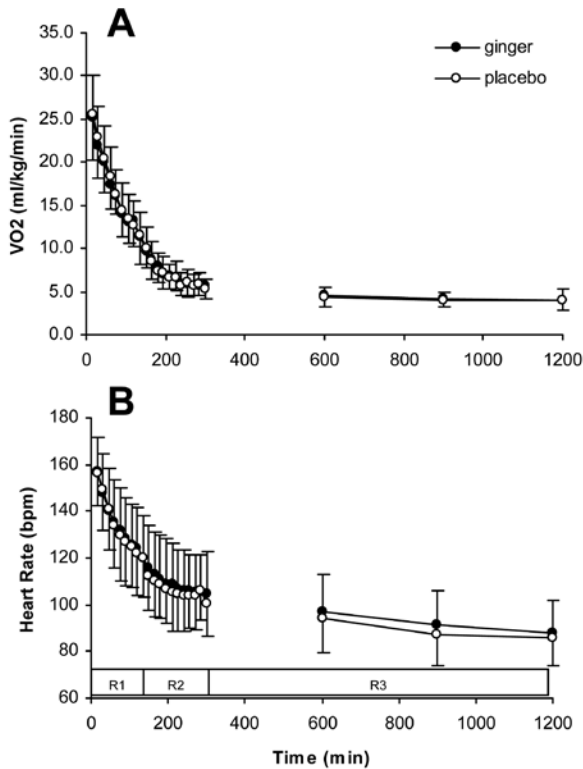 A
ginger
placebo
35.0
30.0
25.0
20.0
15.0
10.0
5.0
0.0
VO2 (ml/kg/min)
0 200 400 600 800 1000 1200
B
180
160
140
120
100
80
60
Heart Rate (bpm)
R1 R2 R3
0 200 400 600 800 1000 1200
Time (min)